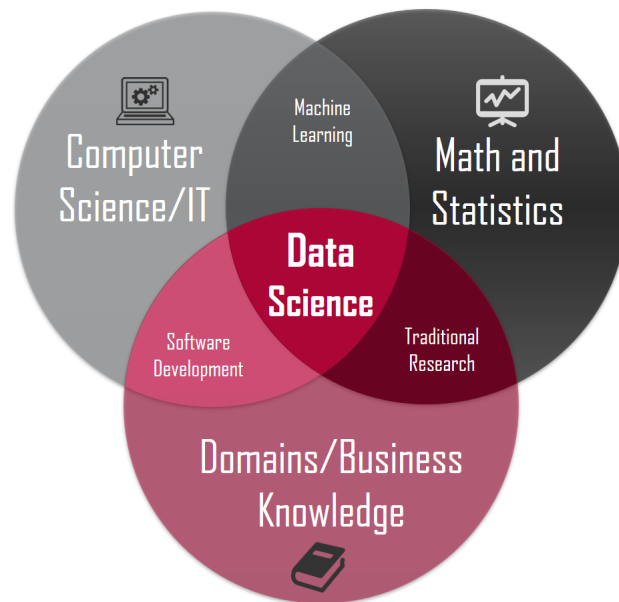 Machine
Learning
Computer
Science/IT
Math and
Statistics
Data
Science
Software
Development
Traditional
Research
Domains/Business
Knowledge